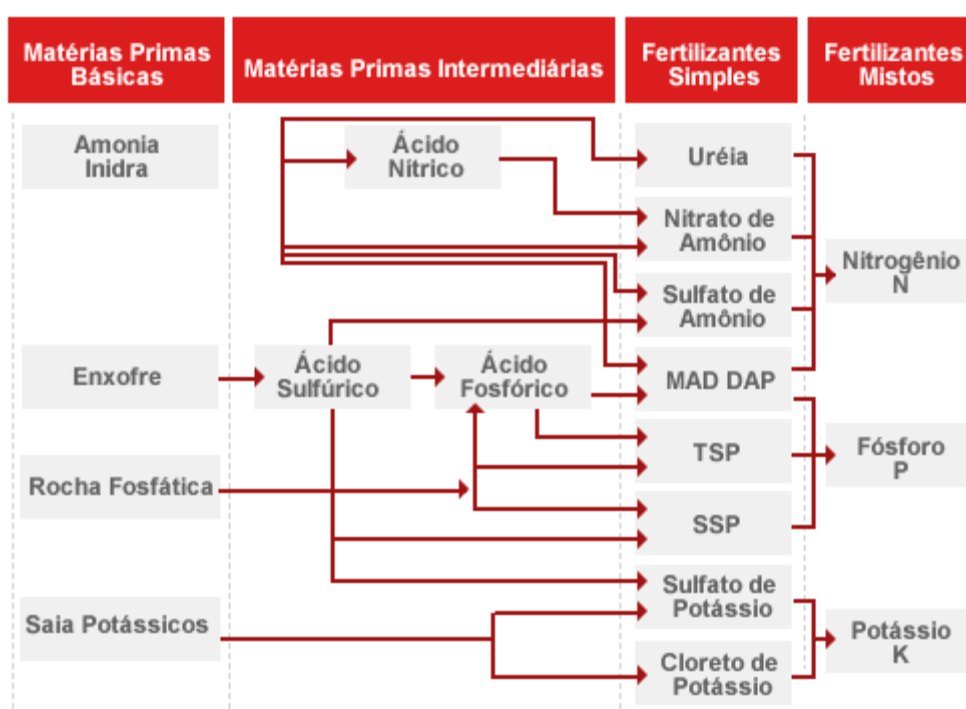 Matérias Primas
Básicas
Matérias Primas Intermediárias
Fertilizantes
Simples
Fertilizantes
Mistos
Amonia
Inidra
Ácido
Nítrico
Uréia
Nitrato de
Amônio
Nitrogênio
N
Sulfato de
Amônio
Enxofre
Ácido
Sulfúrico
Ácido
Fosfórico
MAD DAP
TSP
Fósforo
P
Rocha Fosfática
SSP
Saia Potássicos
Sulfato de
Potássio
Potássio
K
Cloreto de
Potássio